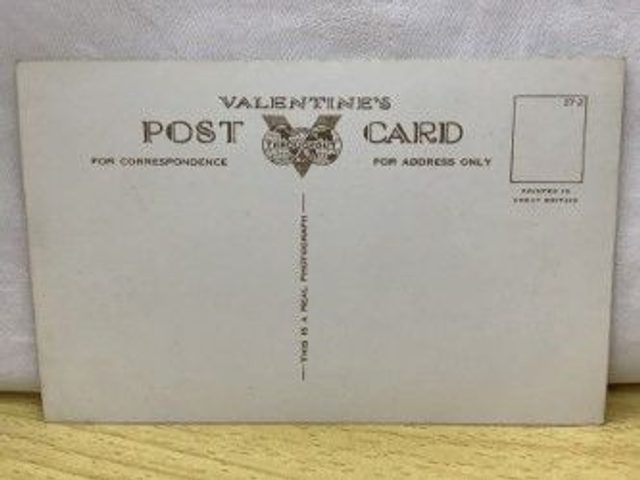 VALENTINE'S
POST CARD
FOR CORRESPONDENCE
FOR ADDRESS ONLY
PRINTED IN
GREAT BRITAIN
THIS IS A REAL PHOTOGRAPH